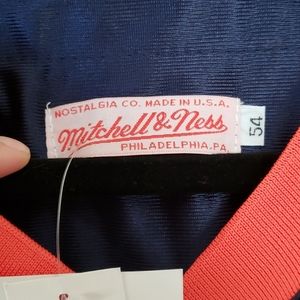 NOSTALGIA CO. MADE IN U.S.A.
Mitchell & Ness
PHILADELPHIA, PA.
54